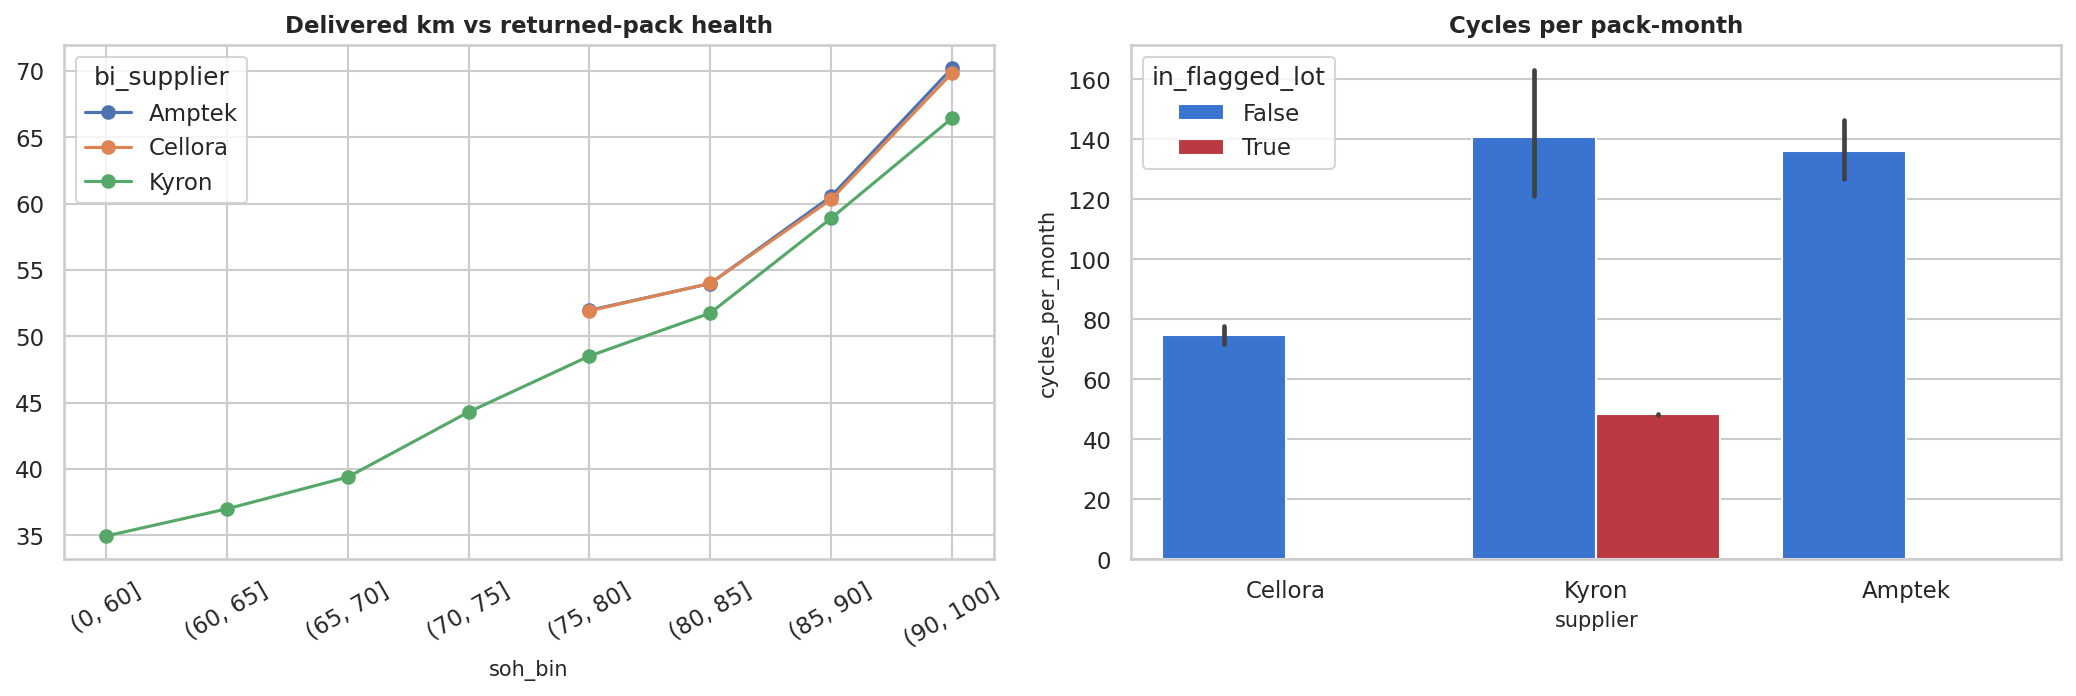 Delivered km vs returned-pack health
bi_supplier
Amptek
Cellora
Kyron
70
65
60
55
50
45
40
35
(0, 60]
(60, 65]
(65, 70]
(70, 75]
(75, 80]
(80, 85]
(85, 90]
(90, 100]
soh_bin
Cycles per pack-month
in_flagged_lot
False
True
cycles_per_month
160
140
120
100
80
60
40
20
0
Cellora
Kyron
Amptek
supplier